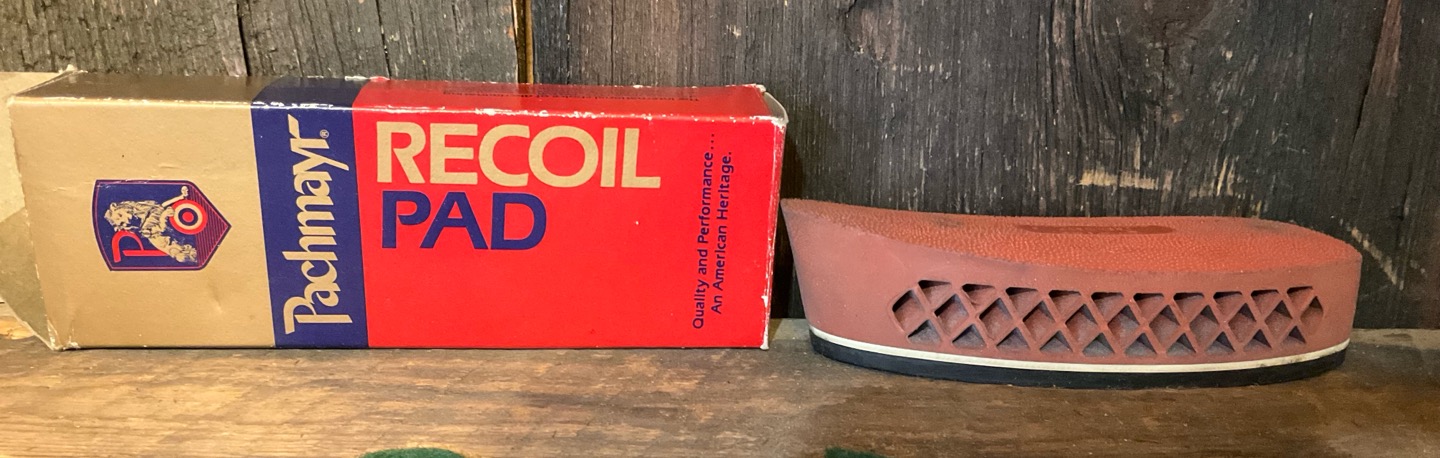 P
Pachmayr®
RECOIL
PAD
Quality and Performance...
An American Heritage.